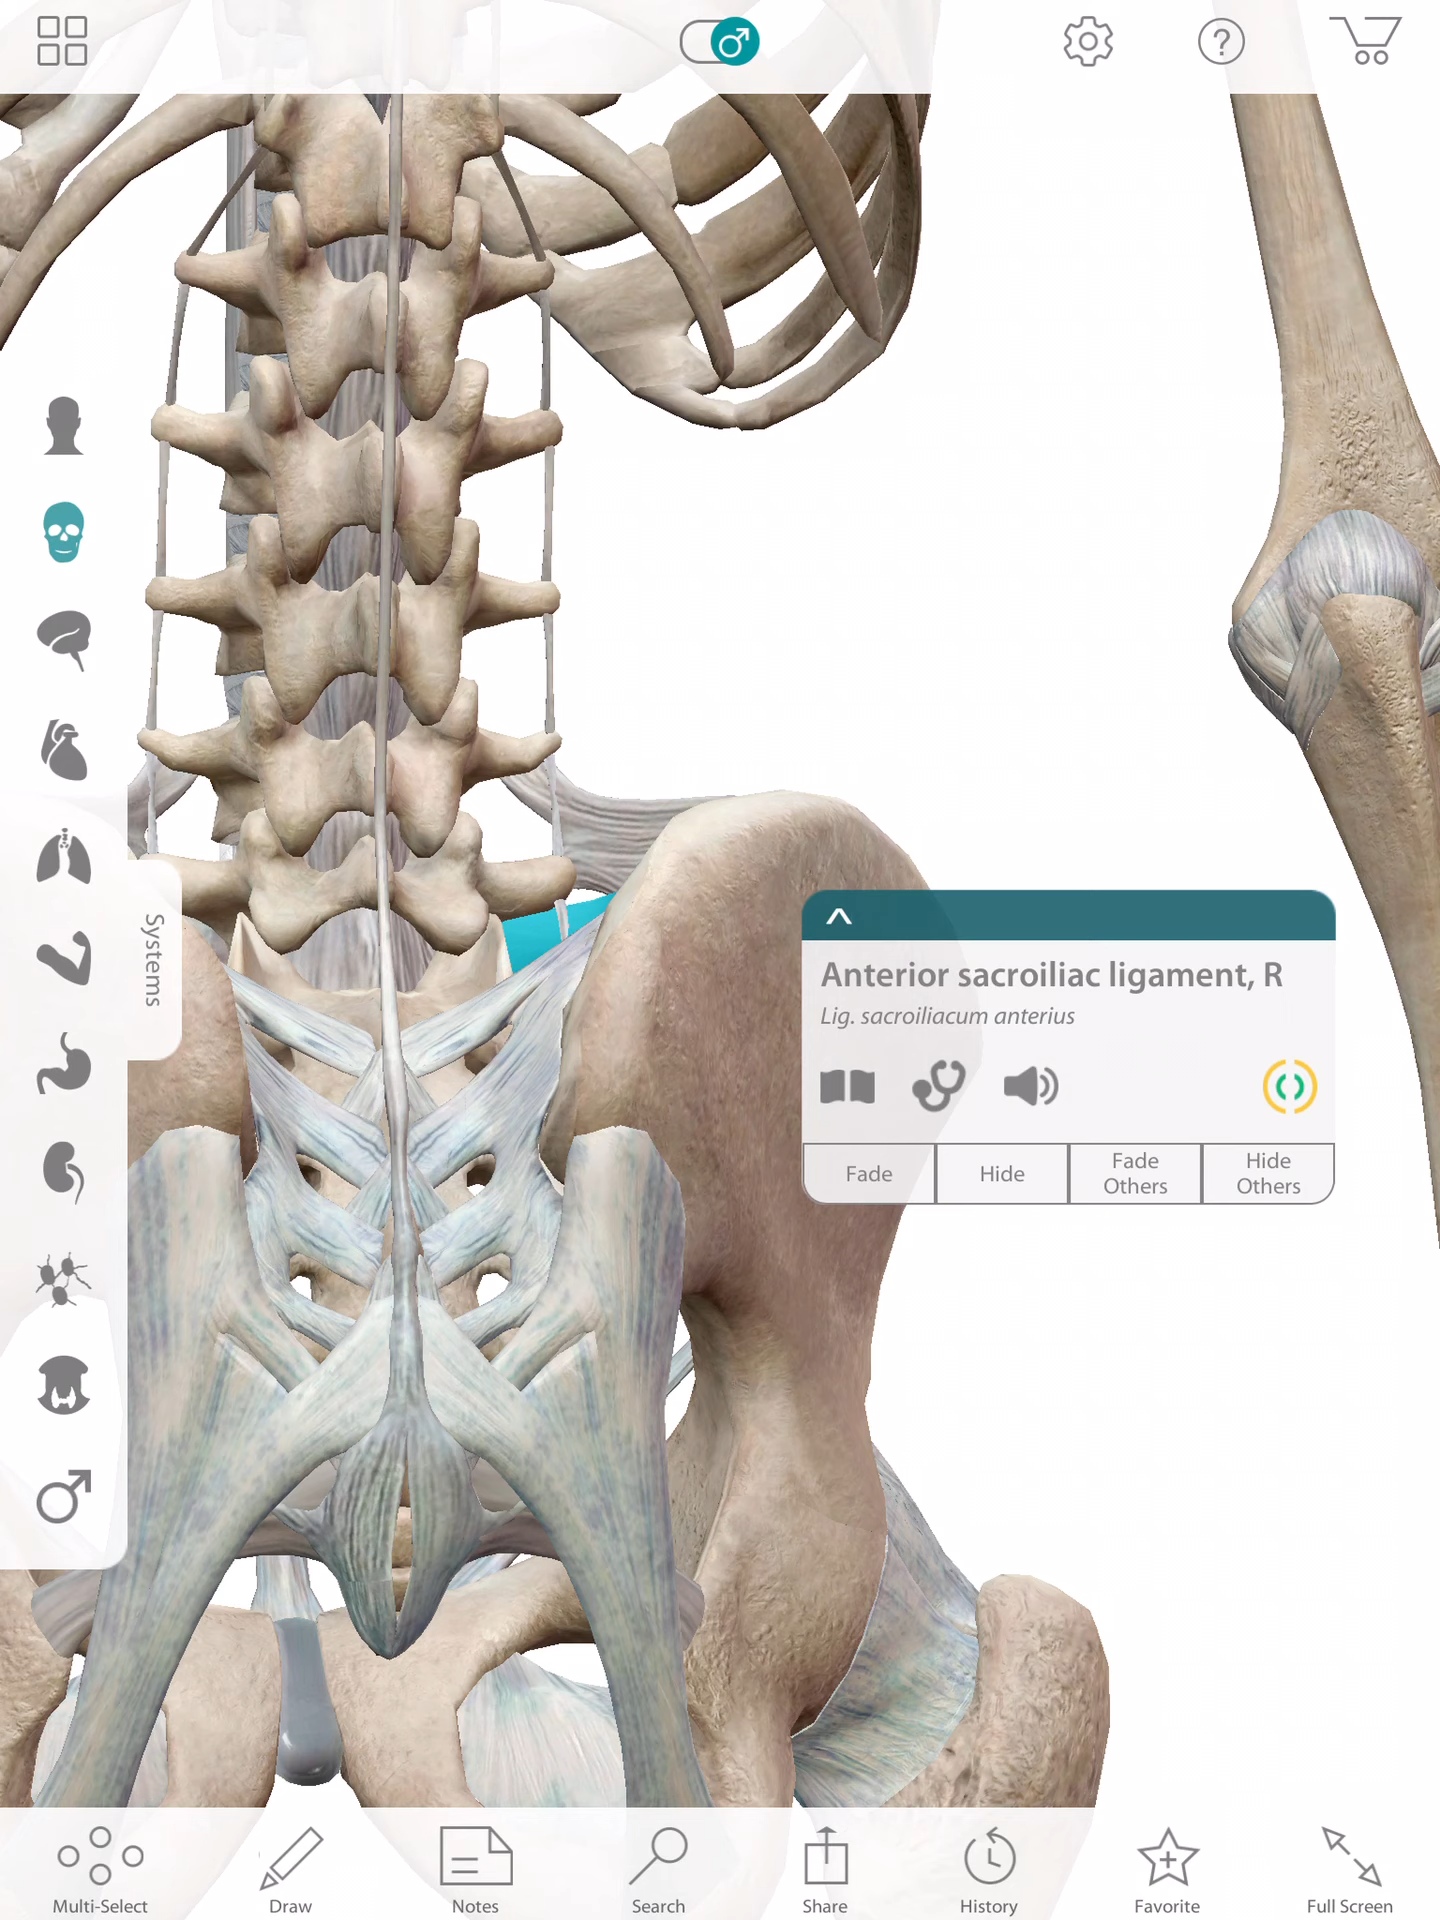 Systems
Anterior sacroiliac ligament, R
Lig. sacroiliacum anterius
Fade
Hide
Fade
Others
Hide
Others
Multi-Select
Draw
Notes
Search
Share
History
Favorite
Full Screen